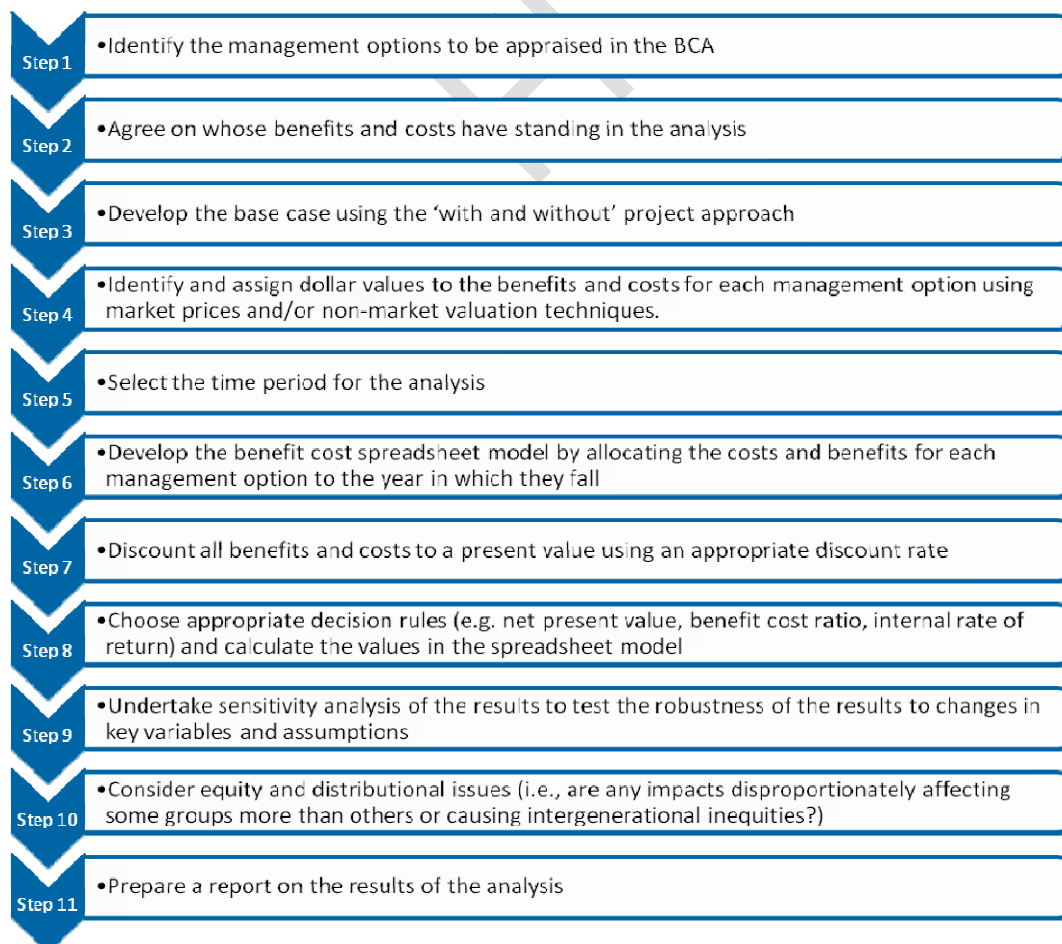 Step 1
•Identify the management options to be appraised in the BCA
Step 2
•Agree on whose benefits and costs have standing in the analysis
Step 3
•Develop the base case using the ‘with and without’ project approach
Step 4
•Identify and assign dollar values to the benefits and costs for each management option using
market prices and/or non-market valuation techniques.
Step 5
•Select the time period for the analysis
Step 6
•Develop the benefit cost spreadsheet model by allocating the costs and benefits for each
management option to the year in which they fall
Step 7
•Discount all benefits and costs to a present value using an appropriate discount rate
Step 8
•Choose appropriate decision rules (e.g. net present value, benefit cost ratio, internal rate of
return) and calculate the values in the spreadsheet model
Step 9
•Undertake sensitivity analysis of the results to test the robustness of the results to changes in
key variables and assumptions
Step 10
•Consider equity and distributional issues (i.e., are any impacts disproportionately affecting
some groups more than others or causing intergenerational inequities?)
Step 11
•Prepare a report on the results of the analysis